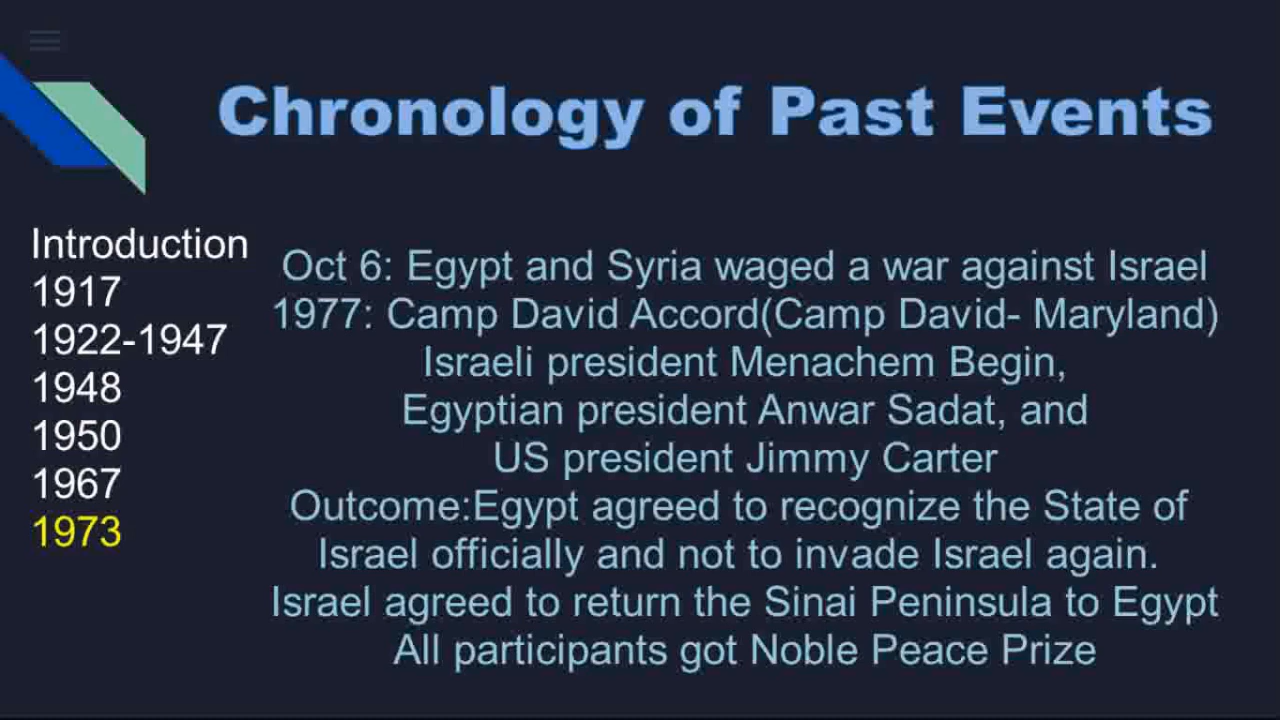 Chronology of Past Events
Introduction
1917
1922-1947
1948
1950
1967
1973
Oct 6: Egypt and Syria waged a war against Israel
1977: Camp David Accord(Camp David- Maryland)
Israeli president Menachem Begin,
Egyptian president Anwar Sadat, and
US president Jimmy Carter
Outcome:Egypt agreed to recognize the State of
Israel officially and not to invade Israel again.
Israel agreed to return the Sinai Peninsula to Egypt
All participants got Noble Peace Prize